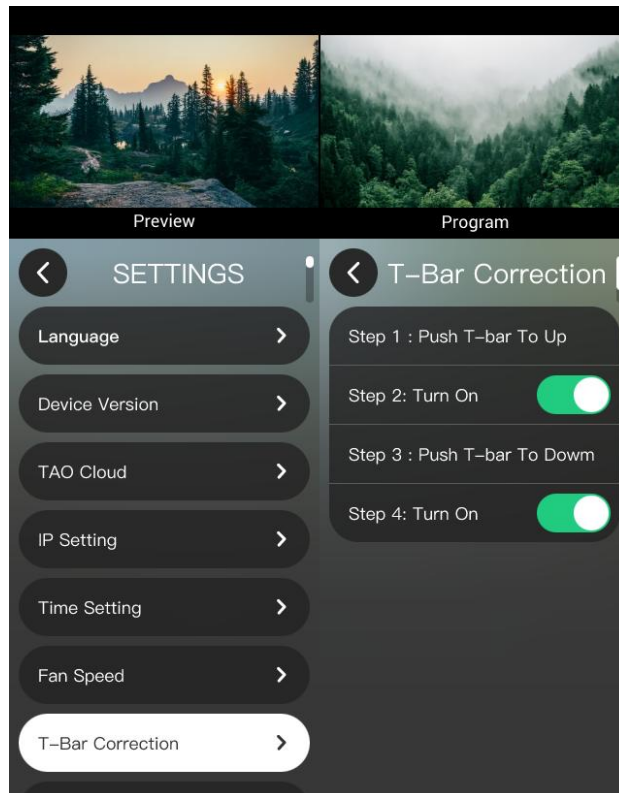 Preview
Program
SETTINGS
Language
Device Version
TAO Cloud
IP Setting
Time Setting
Fan Speed
T-Bar Correction
T-Bar Correction
Step 1 : Push T-bar To Up
Step 2: Turn On
Step 3 : Push T-bar To Dowm
Step 4: Turn On